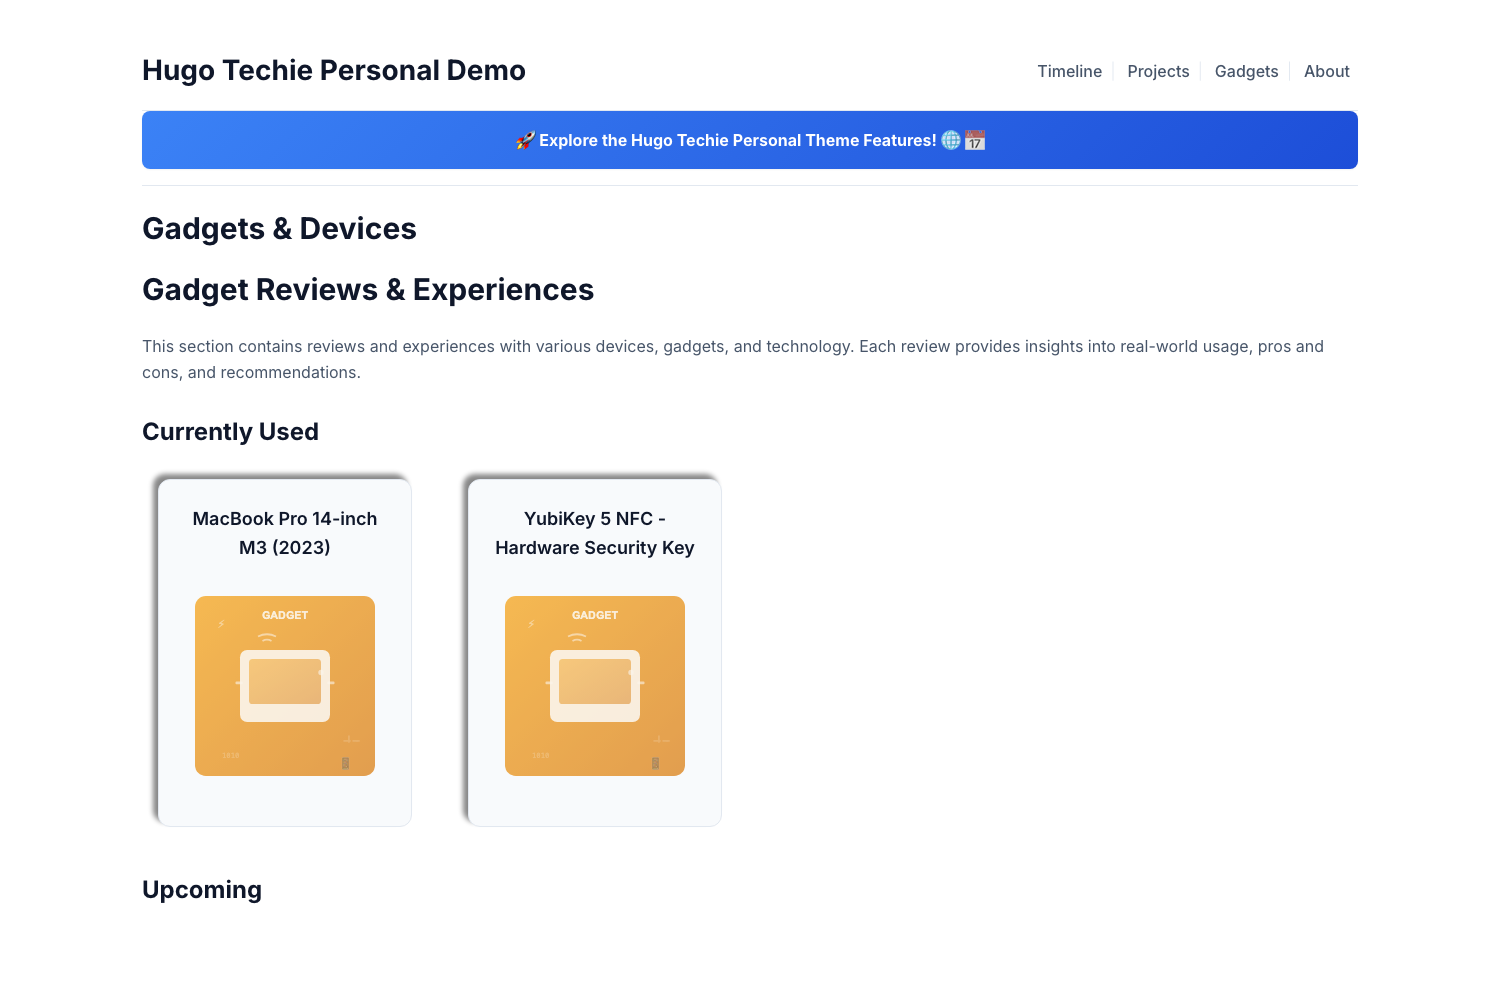 Hugo Techie Personal Demo
Timeline
Projects
Gadgets
About
🚀 Explore the Hugo Techie Personal Theme Features! 🌐📅
Gadgets & Devices
Gadget Reviews & Experiences
This section contains reviews and experiences with various devices, gadgets, and technology. Each review provides insights into real-world usage, pros and
cons, and recommendations.
Currently Used
MacBook Pro 14-inch
M3 (2023)
GADGET
YubiKey 5 NFC -
Hardware Security Key
GADGET
Upcoming